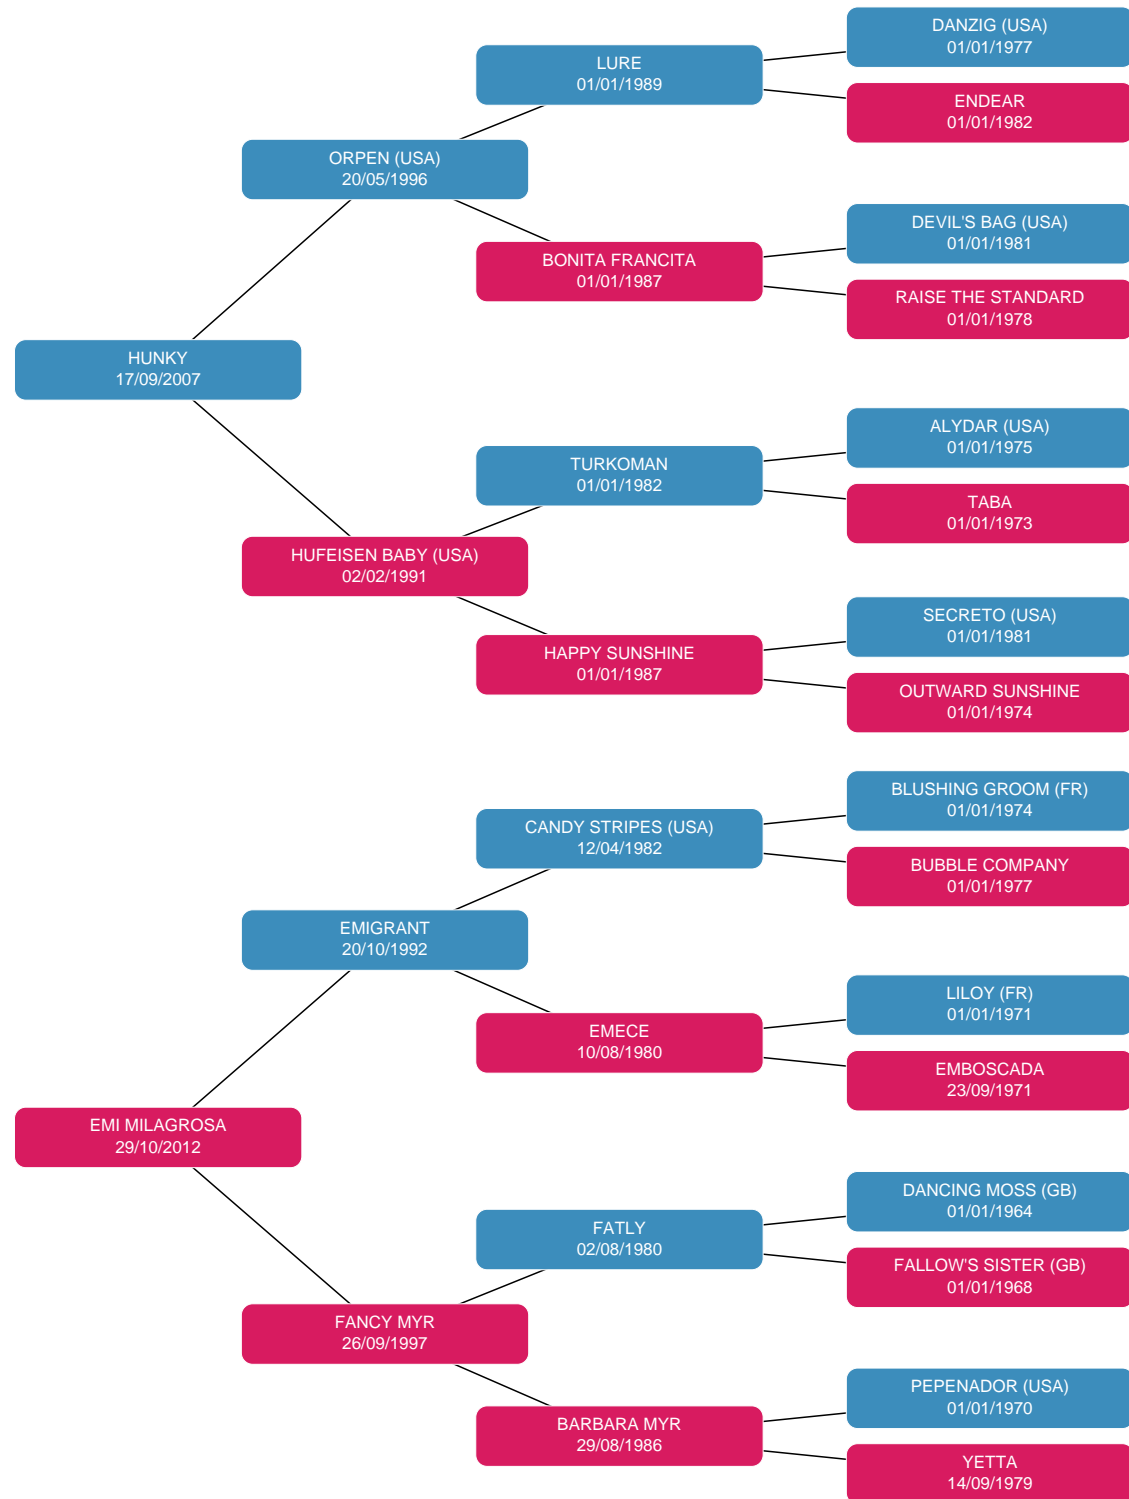 DANZIG (USA)
01/01/1977
LURE
01/01/1989
ENDEAR
01/01/1982
ORPEN (USA)
20/05/1996
DEVIL'S BAG (USA)
01/01/1981
BONITA FRANCITA
01/01/1987
RAISE THE STANDARD
01/01/1978
HUNKY
17/09/2007
ALYDAR (USA)
01/01/1975
TURKOMAN
01/01/1982
TABA
01/01/1973
HUFEISEN BABY (USA)
02/02/1991
SECRETO (USA)
01/01/1981
HAPPY SUNSHINE
01/01/1987
OUTWARD SUNSHINE
01/01/1974
BLUSHING GROOM (FR)
01/01/1974
CANDY STRIPES (USA)
12/04/1982
BUBBLE COMPANY
01/01/1977
EMIGRANT
20/10/1992
LILOY (FR)
01/01/1971
EMECE
10/08/1980
EMBOSCADA
23/09/1971
EMI MILAGROSA
29/10/2012
DANCING MOSS (GB)
01/01/1964
FATLY
02/08/1980
FALLOW'S SISTER (GB)
01/01/1968
FANCY MYR
26/09/1997
PEPENADOR (USA)
01/01/1970
BARBARA MYR
29/08/1986
YETTA
14/09/1979